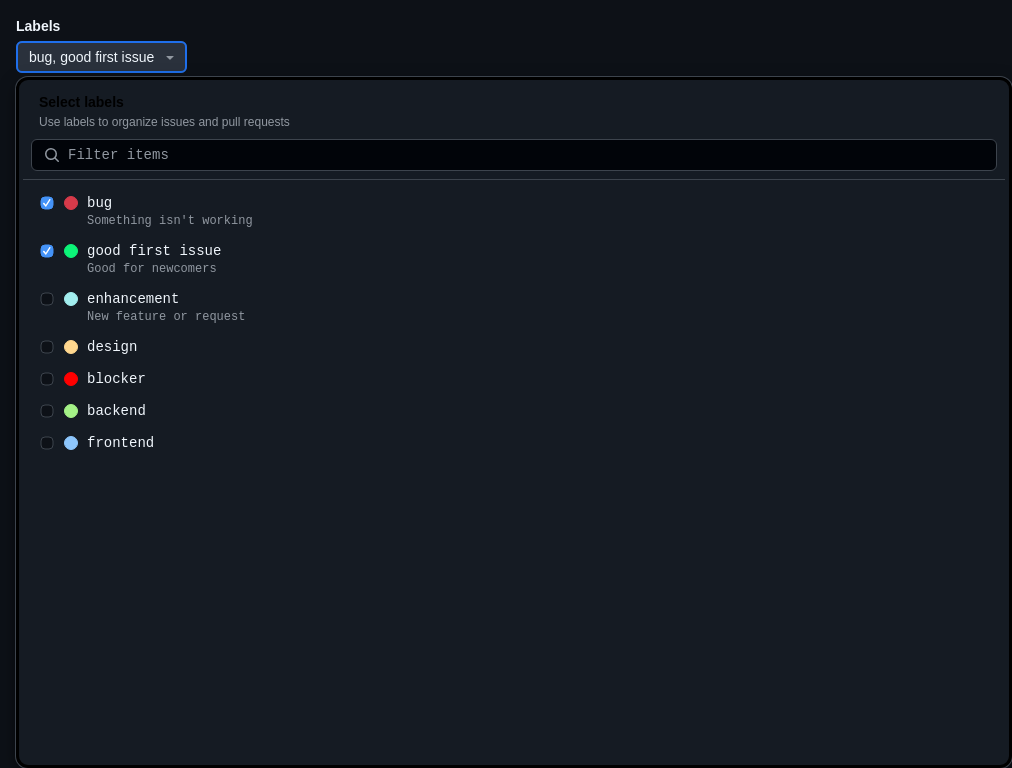 Labels
bug, good first issue
Select labels
Use labels to organize issues and pull requests
Filter items
bug
Something isn't working
good first issue
Good for newcomers
enhancement
New feature or request
design
blocker
backend
frontend